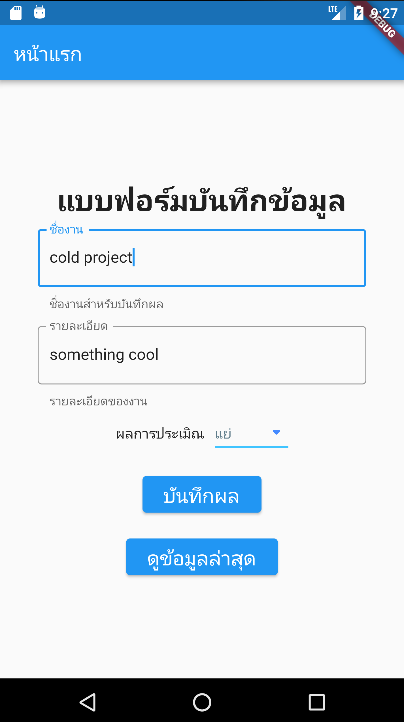 LTE 9:27
DEBUG
หน้าแรก
แบบฟอร์มบันทึกข้อมูล
ชื่องาน
cold project
ชื่องานสำหรับบันทึกผล
รายละเอียด
something cool
รายละเอียดของงาน
ผลการประเมิณ แย่
บันทึกผล
ดูข้อมูลล่าสุด